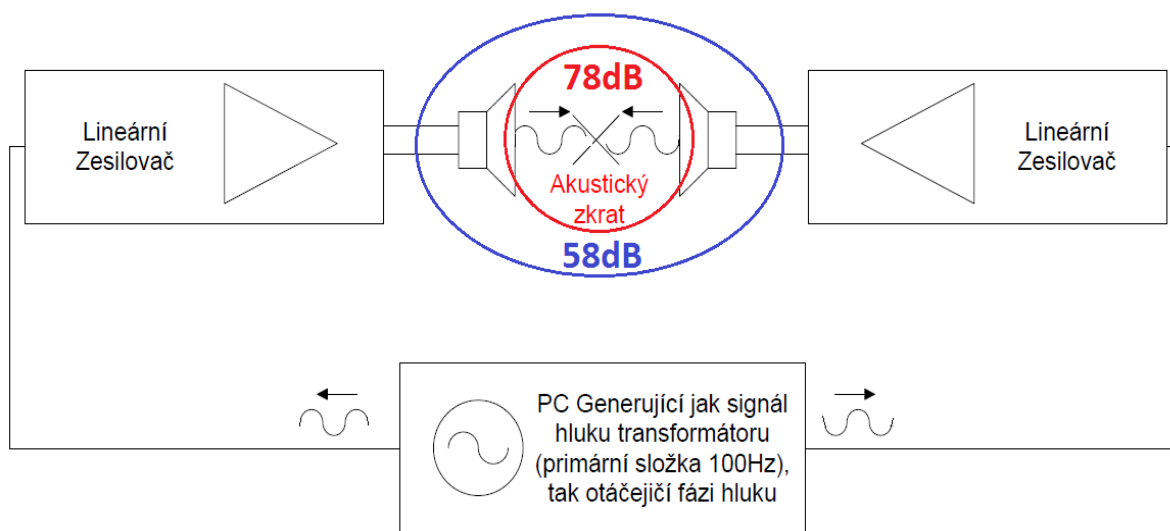 78dB
Lineární
Zesilovač
Lineární
Zesilovač
Akustický
zkrat
58dB
PC Generující jak signál
hluku transformátoru
(primární složka 100Hz),
tak otáčejičí fázi hluku